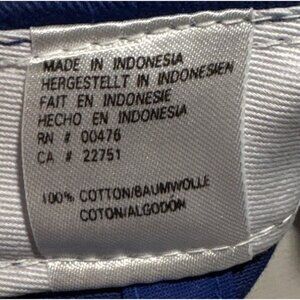 MADE IN INDONESIA
HERGESTELLT IN INDONESIEN
FAIT EN INDONESIE
HECHO EN INDONESIA
RN # 00476
CA # 22751
100% COTTON/BAUMWOLLE
COTON/ALGODÓN